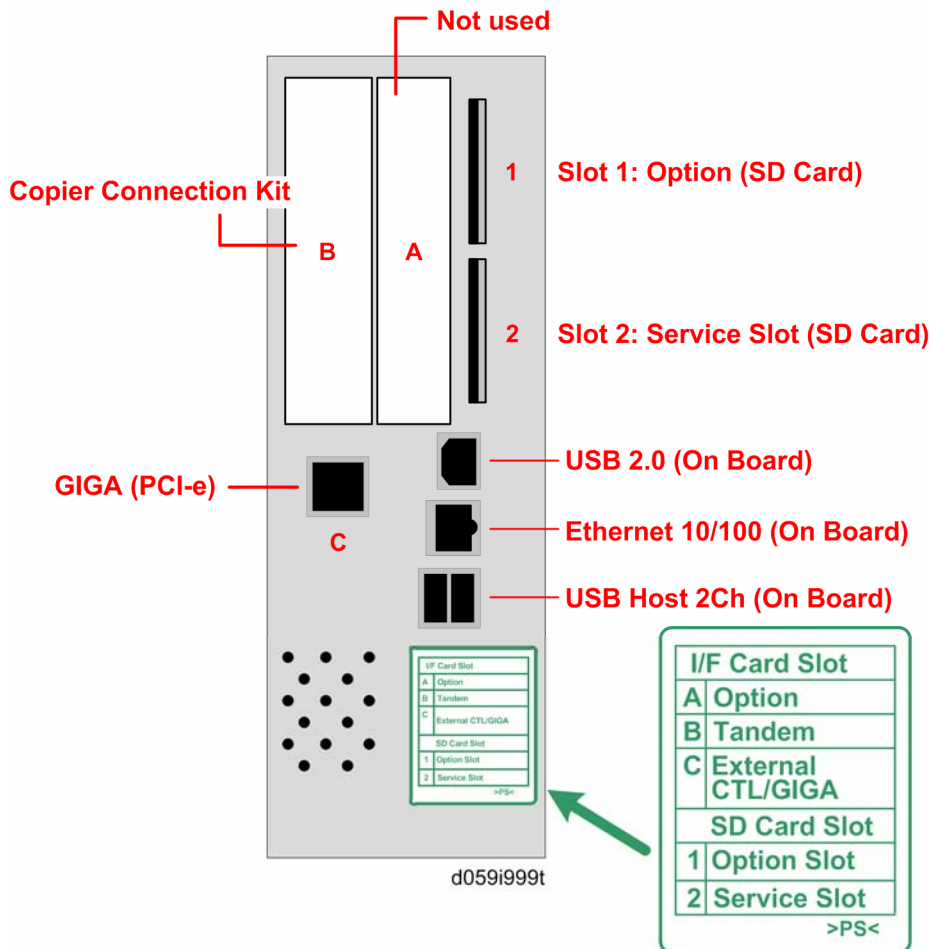 Not used
1
Slot 1: Option (SD Card)
Copier Connection Kit
B
A
2
Slot 2: Service Slot (SD Card)
USB 2.0 (On Board)
GIGA (PCI-e)
C
Ethernet 10/100 (On Board)
USB Host 2Ch (On Board)
I/F Card Slot
A Option
B Tandem
C External CTL/GIGA
SD Card Slot
1 Option Slot
2 Service Slot
>PS<
I/F Card Slot
A Option
B Tandem
C External
CTL/GIGA
SD Card Slot
1 Option Slot
2 Service Slot
>PS<
d059i999t